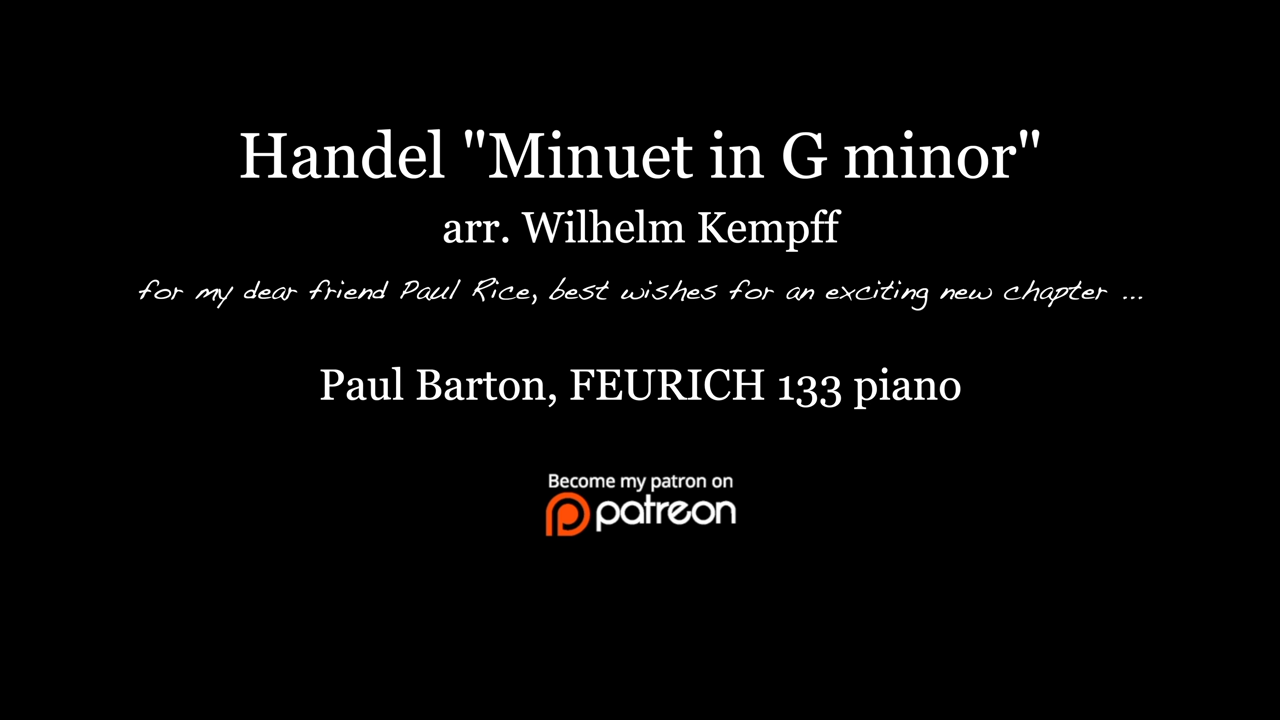 Handel "Minuet in G minor"
arr. Wilhelm Kempff
for my dear friend Paul Rice, best wishes for an exciting new chapter ...
Paul Barton, FEURICH 133 piano
Become my patron on
patreon